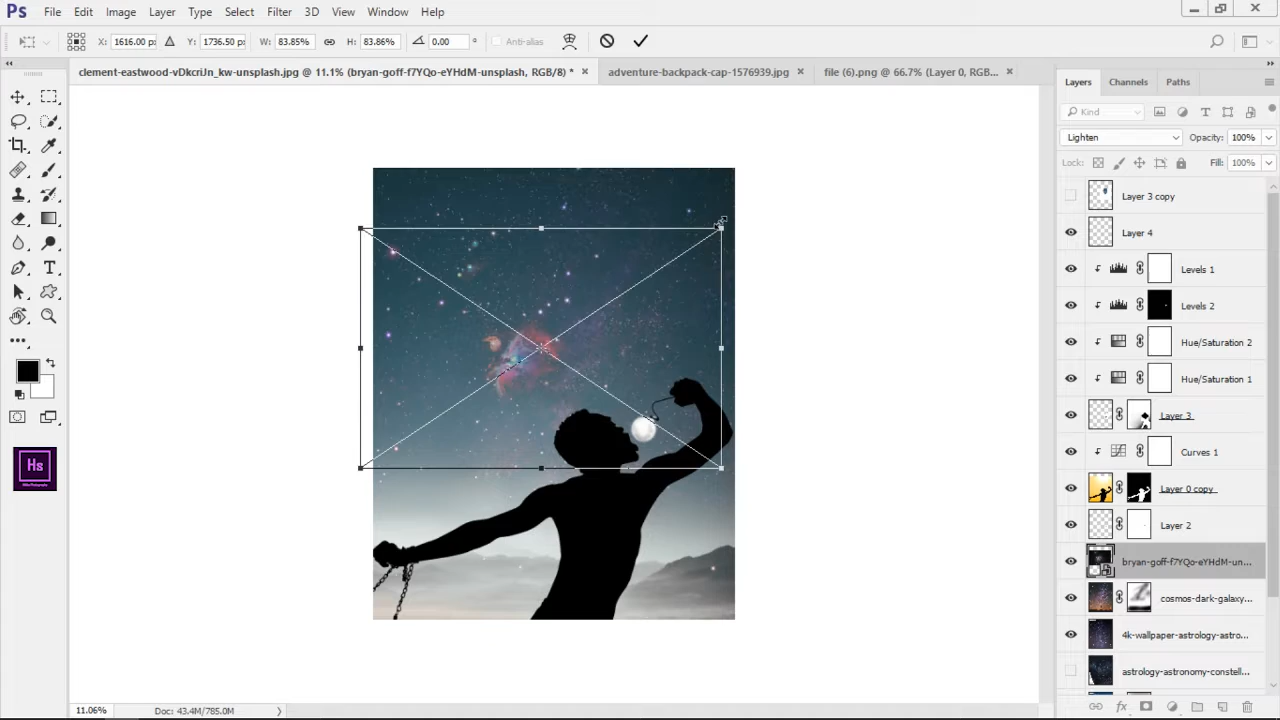 Ps File Edit Image Layer Type Select Filter 3D View Window Help
X: 1616.00 px Y: 1736.50 px W: 83.85% H: 83.86% 0.00 Anti-alias
clement-eastwood-vDkcriJn_kw-unsplash.jpg @ 11.1% (bryan-goff-f7YQo-eYHdM-unsplash, RGB/8) * adventure-backpack-cap-1576939.jpg file (6).png @ 66.7% (Layer 0, RGB...
Layers Channels Paths
Kind
Lighten Opacity: 100%
Lock: Fill: 100%
Layer 3 copy
Layer 4
Levels 1
Levels 2
Hue/Saturation 2
Hue/Saturation 1
Layer 3
Curves 1
Layer 0 copy
Layer 2
bryan-goff-f7YQo-eYHdM-un...
cosmos-dark-galaxy...
4k-wallpaper-astrology-astro...
astrology-astronomy-constell...
Hs
11.06% Doc: 43.4M/785.0M
fx